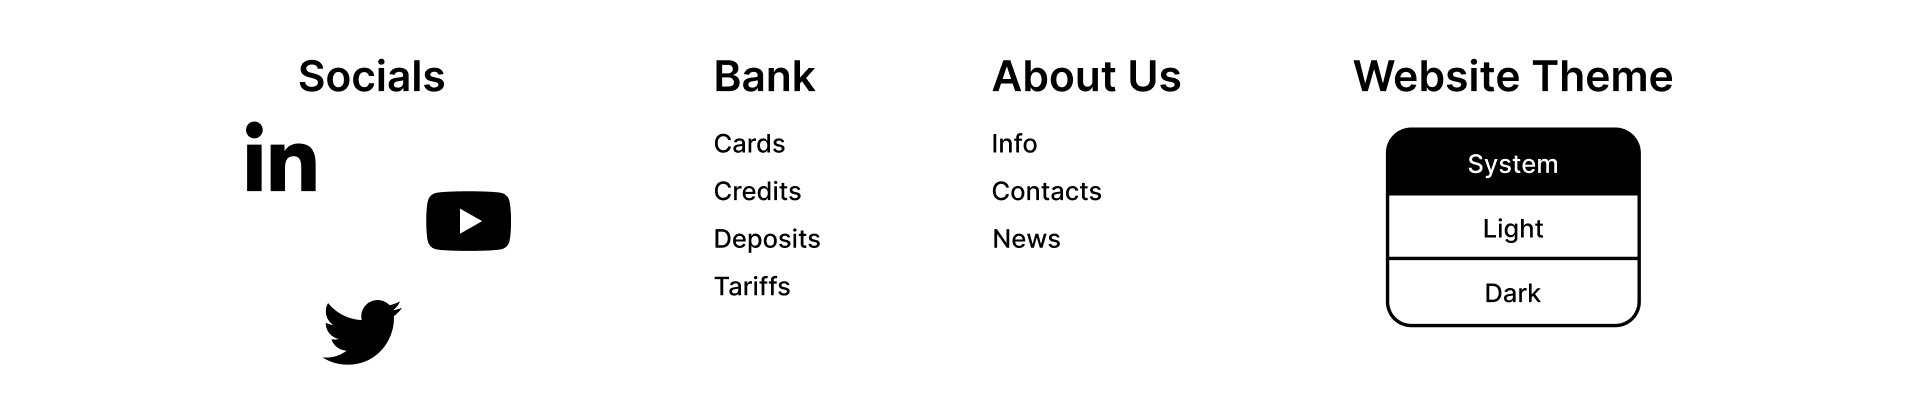 Socials
in
Bank
Cards
Credits
Deposits
Tariffs
About Us
Info
Contacts
News
Website Theme
System
Light
Dark